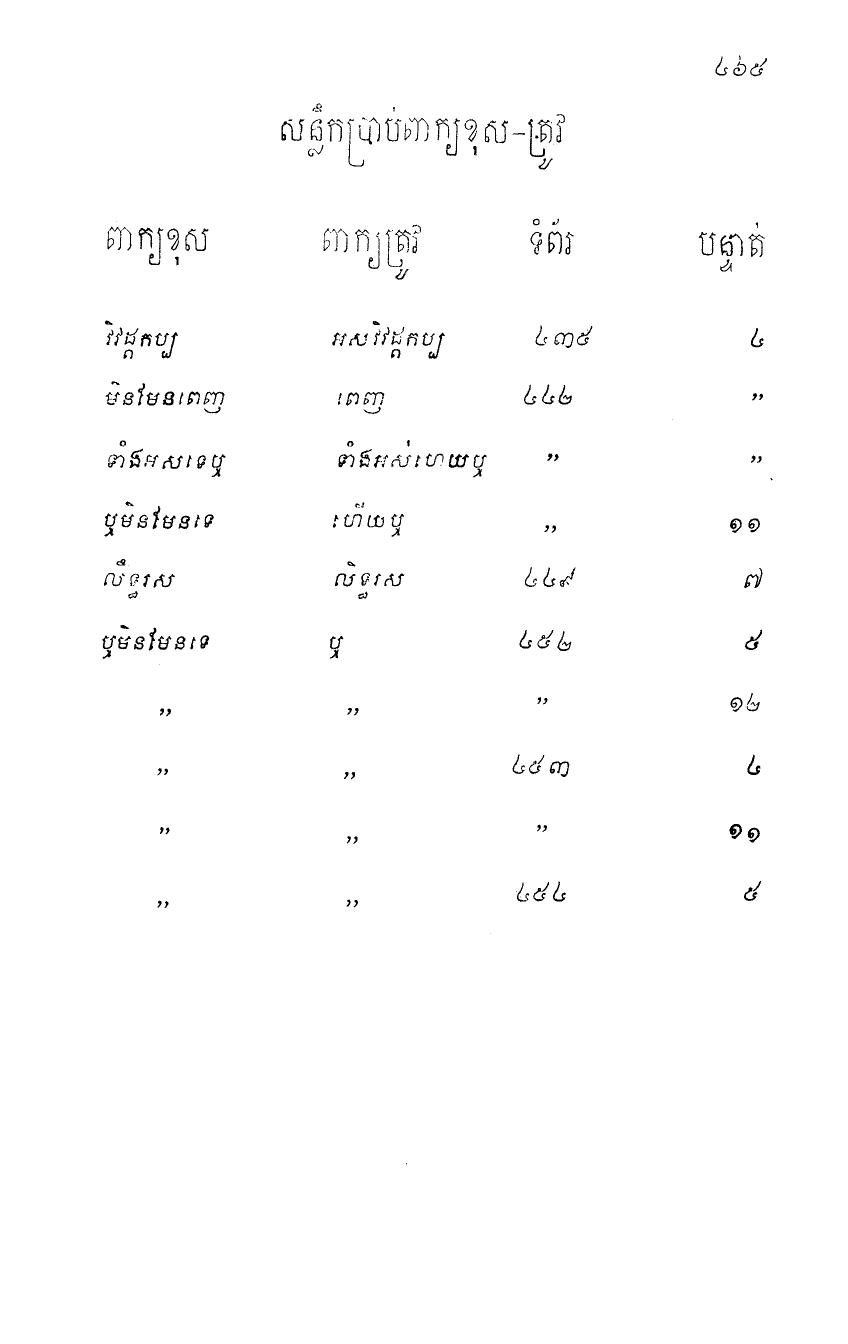 ៤៦៥
សន្លឹកប្រាប់ពាក្យខុស-ត្រូវ
ពាក្យខុស ពាក្យត្រូវ ទំព័រ បន្ទាត់
វិវដ្ដកប្ប អសវិវដ្ដកប្ប ៤៣៥ ៤
មិនមែនពេញ ពេញ ៤៤២ ”
ទាំងអសទេឬ ទាំងអស់ហេយឬ ” ”
ឬមិនមែនទេ ហើយឬ ” ១១
លឹទ្ធរស លិទ្ធរស ៤៤៩ ៧
ឬមិនមែនទេ ឬ ៤៥២ ៥
” ” ” ១២
” ” ៤៥៣ ៤
” ” ” ១១
” ” ៤៥៤ ៥